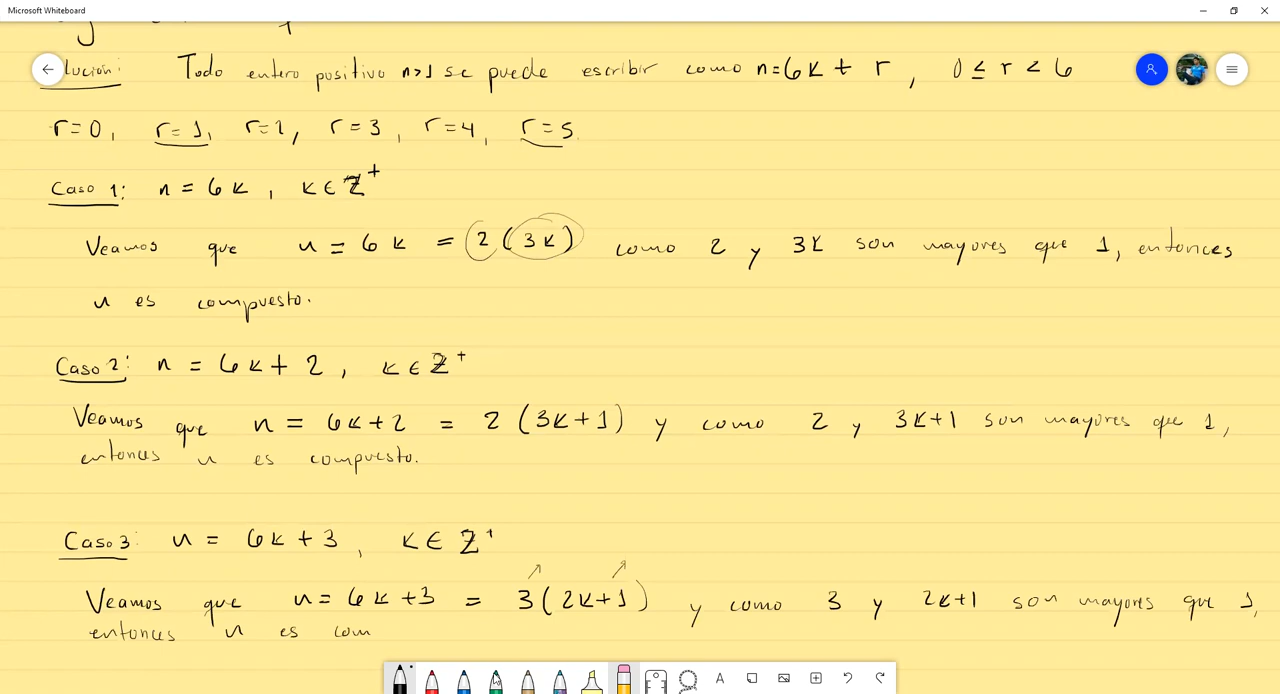 Microsoft Whiteboard
lución: Todo entero positivo n>1 se puede escribir como n=6k + r, 0 ≤ r < 6
r=0, r=1, r=2, r=3, r=4, r=5.
Caso 1: n = 6k, k∈Z⁺
Veamos que n = 6k = 2(3k) como 2 y 3k son mayores que 1, entonces
n es compuesto.
Caso 2: n = 6k+2, k∈Z⁺
Veamos que n = 6k+2 = 2(3k+1) y como 2 y 3k+1 son mayores que 1,
entonces n es compuesto.
Caso 3: n = 6k+3, k∈Z⁺
Veamos que n=6k+3 = 3(2k+1) y como 3 y 2k+1 son mayores que 1,
entonces n es com